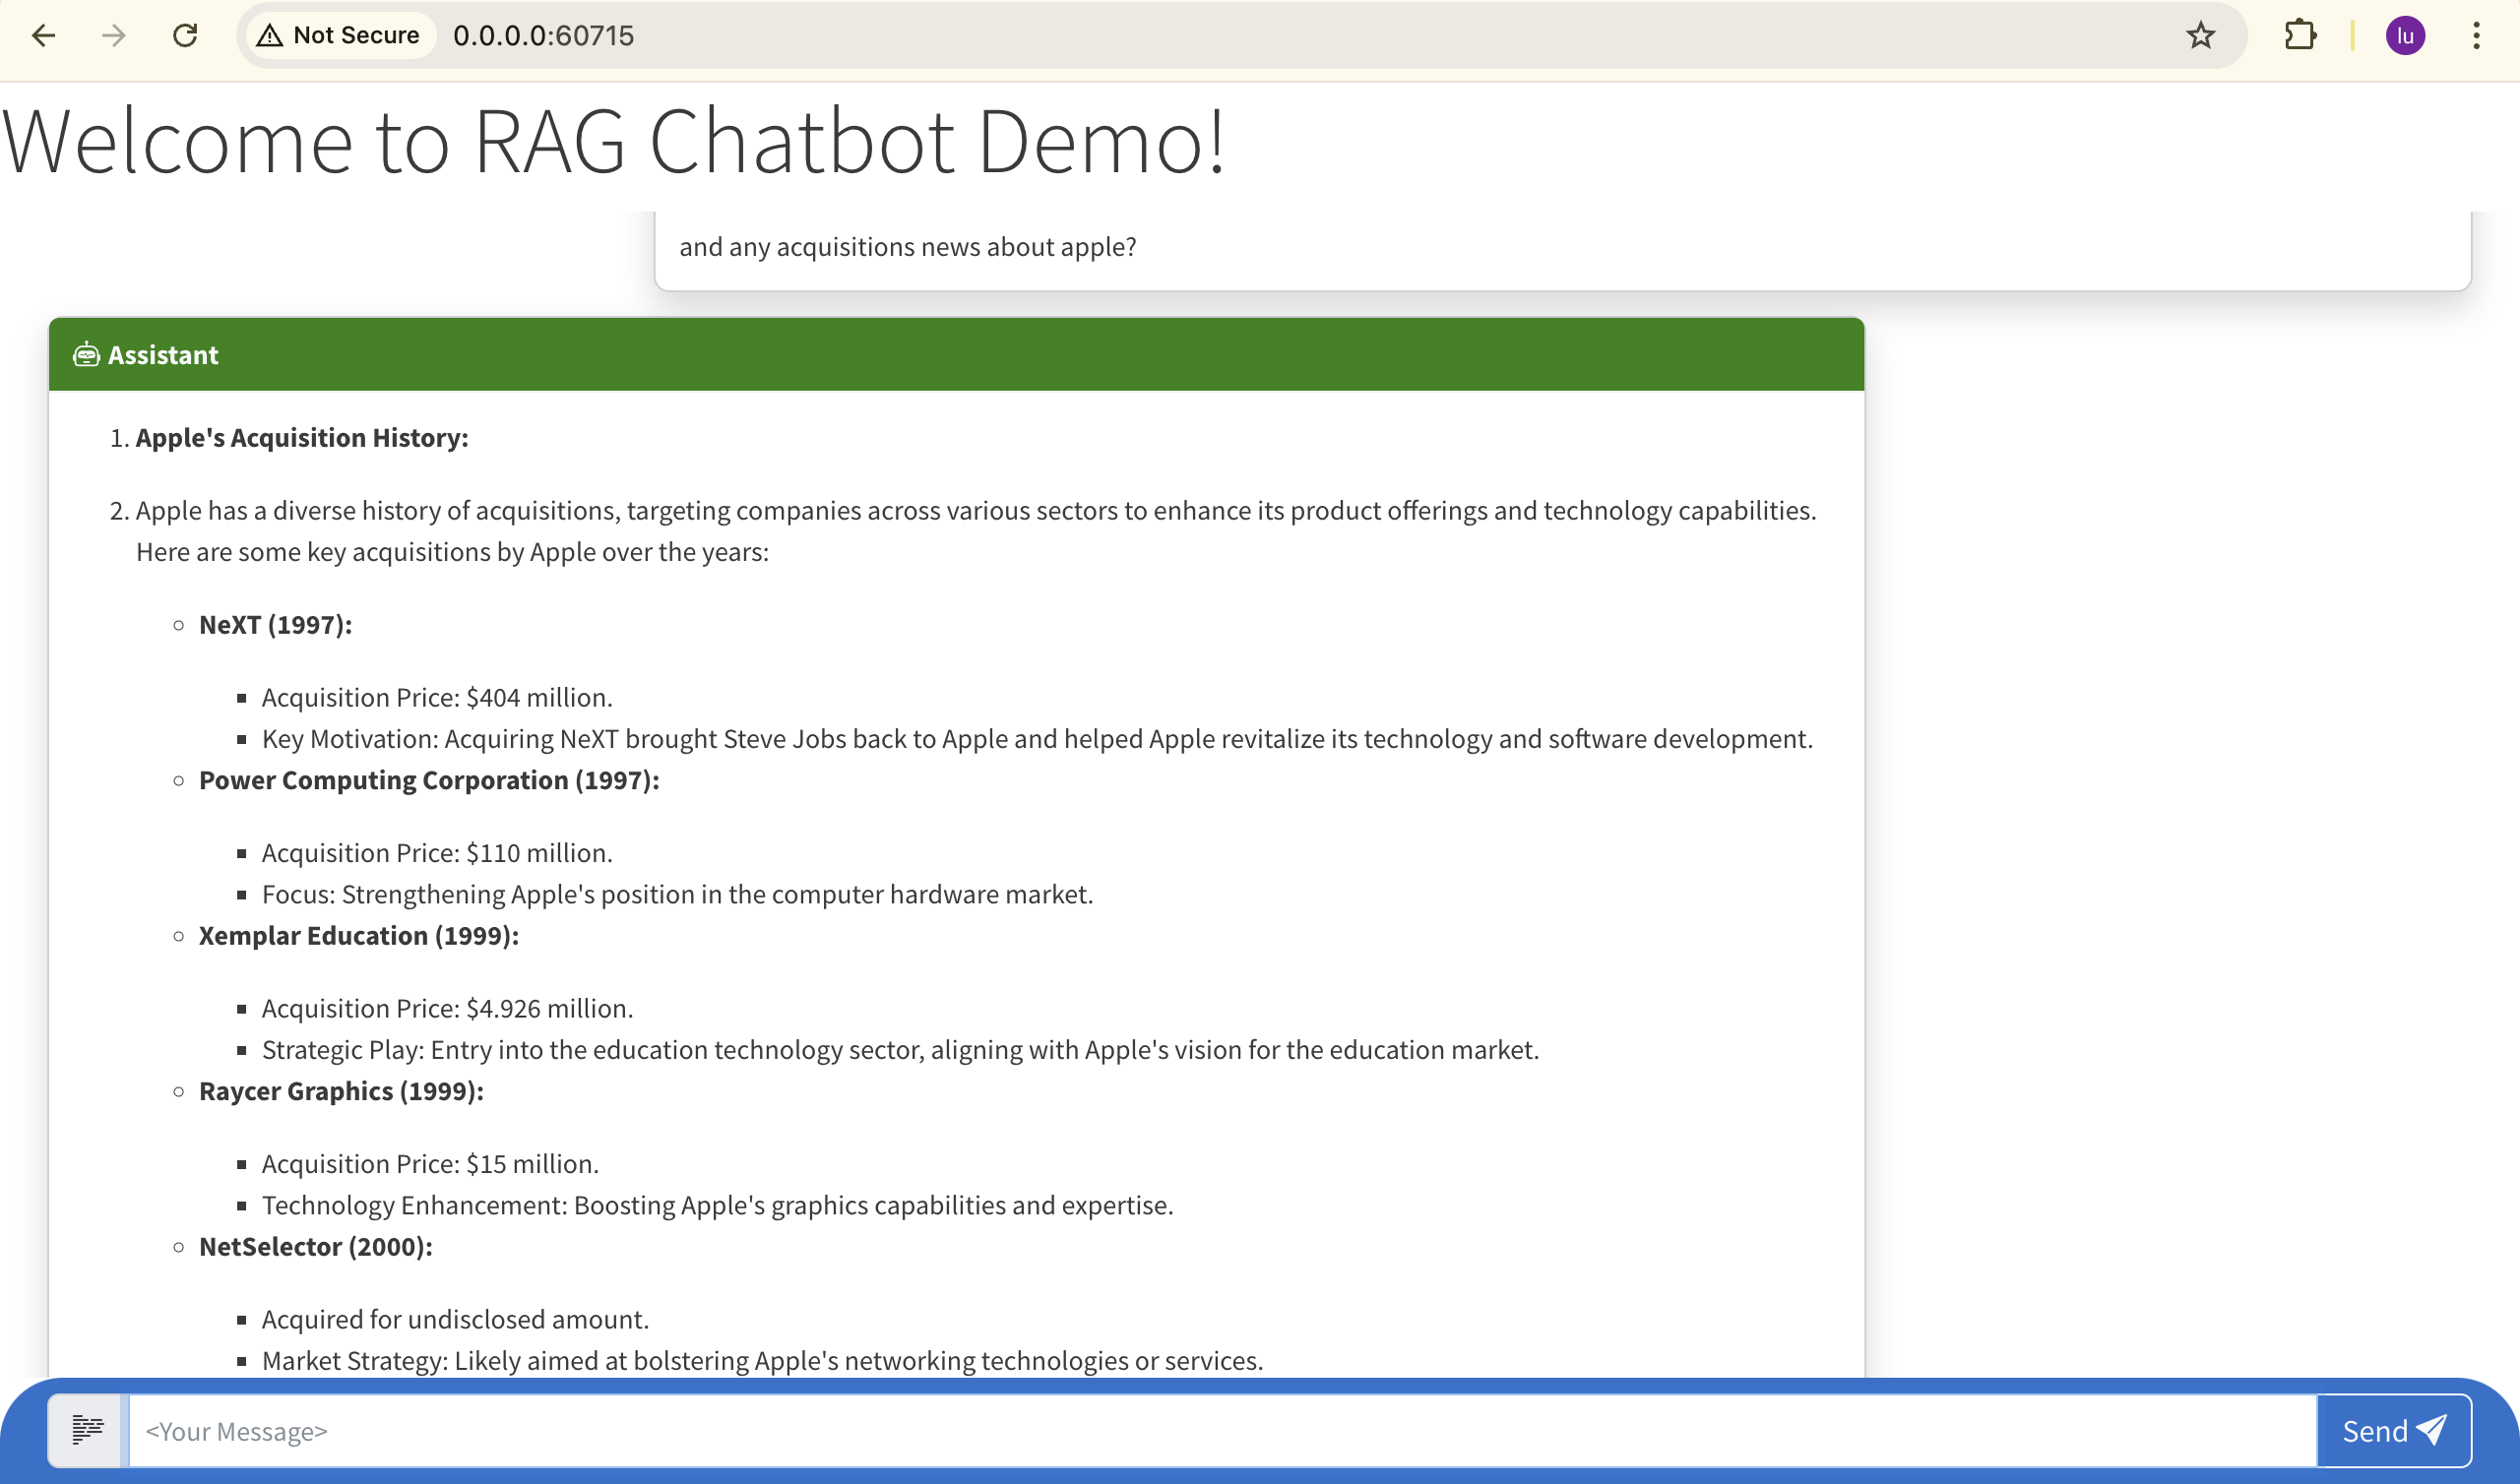 Not Secure 0.0.0.0:60715
lu
Welcome to RAG Chatbot Demo!
and any acquisitions news about apple?
Assistant
1. Apple's Acquisition History:
2. Apple has a diverse history of acquisitions, targeting companies across various sectors to enhance its product offerings and technology capabilities.
Here are some key acquisitions by Apple over the years:
NeXT (1997):
Acquisition Price: $404 million.
Key Motivation: Acquiring NeXT brought Steve Jobs back to Apple and helped Apple revitalize its technology and software development.
Power Computing Corporation (1997):
Acquisition Price: $110 million.
Focus: Strengthening Apple's position in the computer hardware market.
Xemplar Education (1999):
Acquisition Price: $4.926 million.
Strategic Play: Entry into the education technology sector, aligning with Apple's vision for the education market.
Raycer Graphics (1999):
Acquisition Price: $15 million.
Technology Enhancement: Boosting Apple's graphics capabilities and expertise.
NetSelector (2000):
Acquired for undisclosed amount.
Market Strategy: Likely aimed at bolstering Apple's networking technologies or services.
<Your Message>
Send